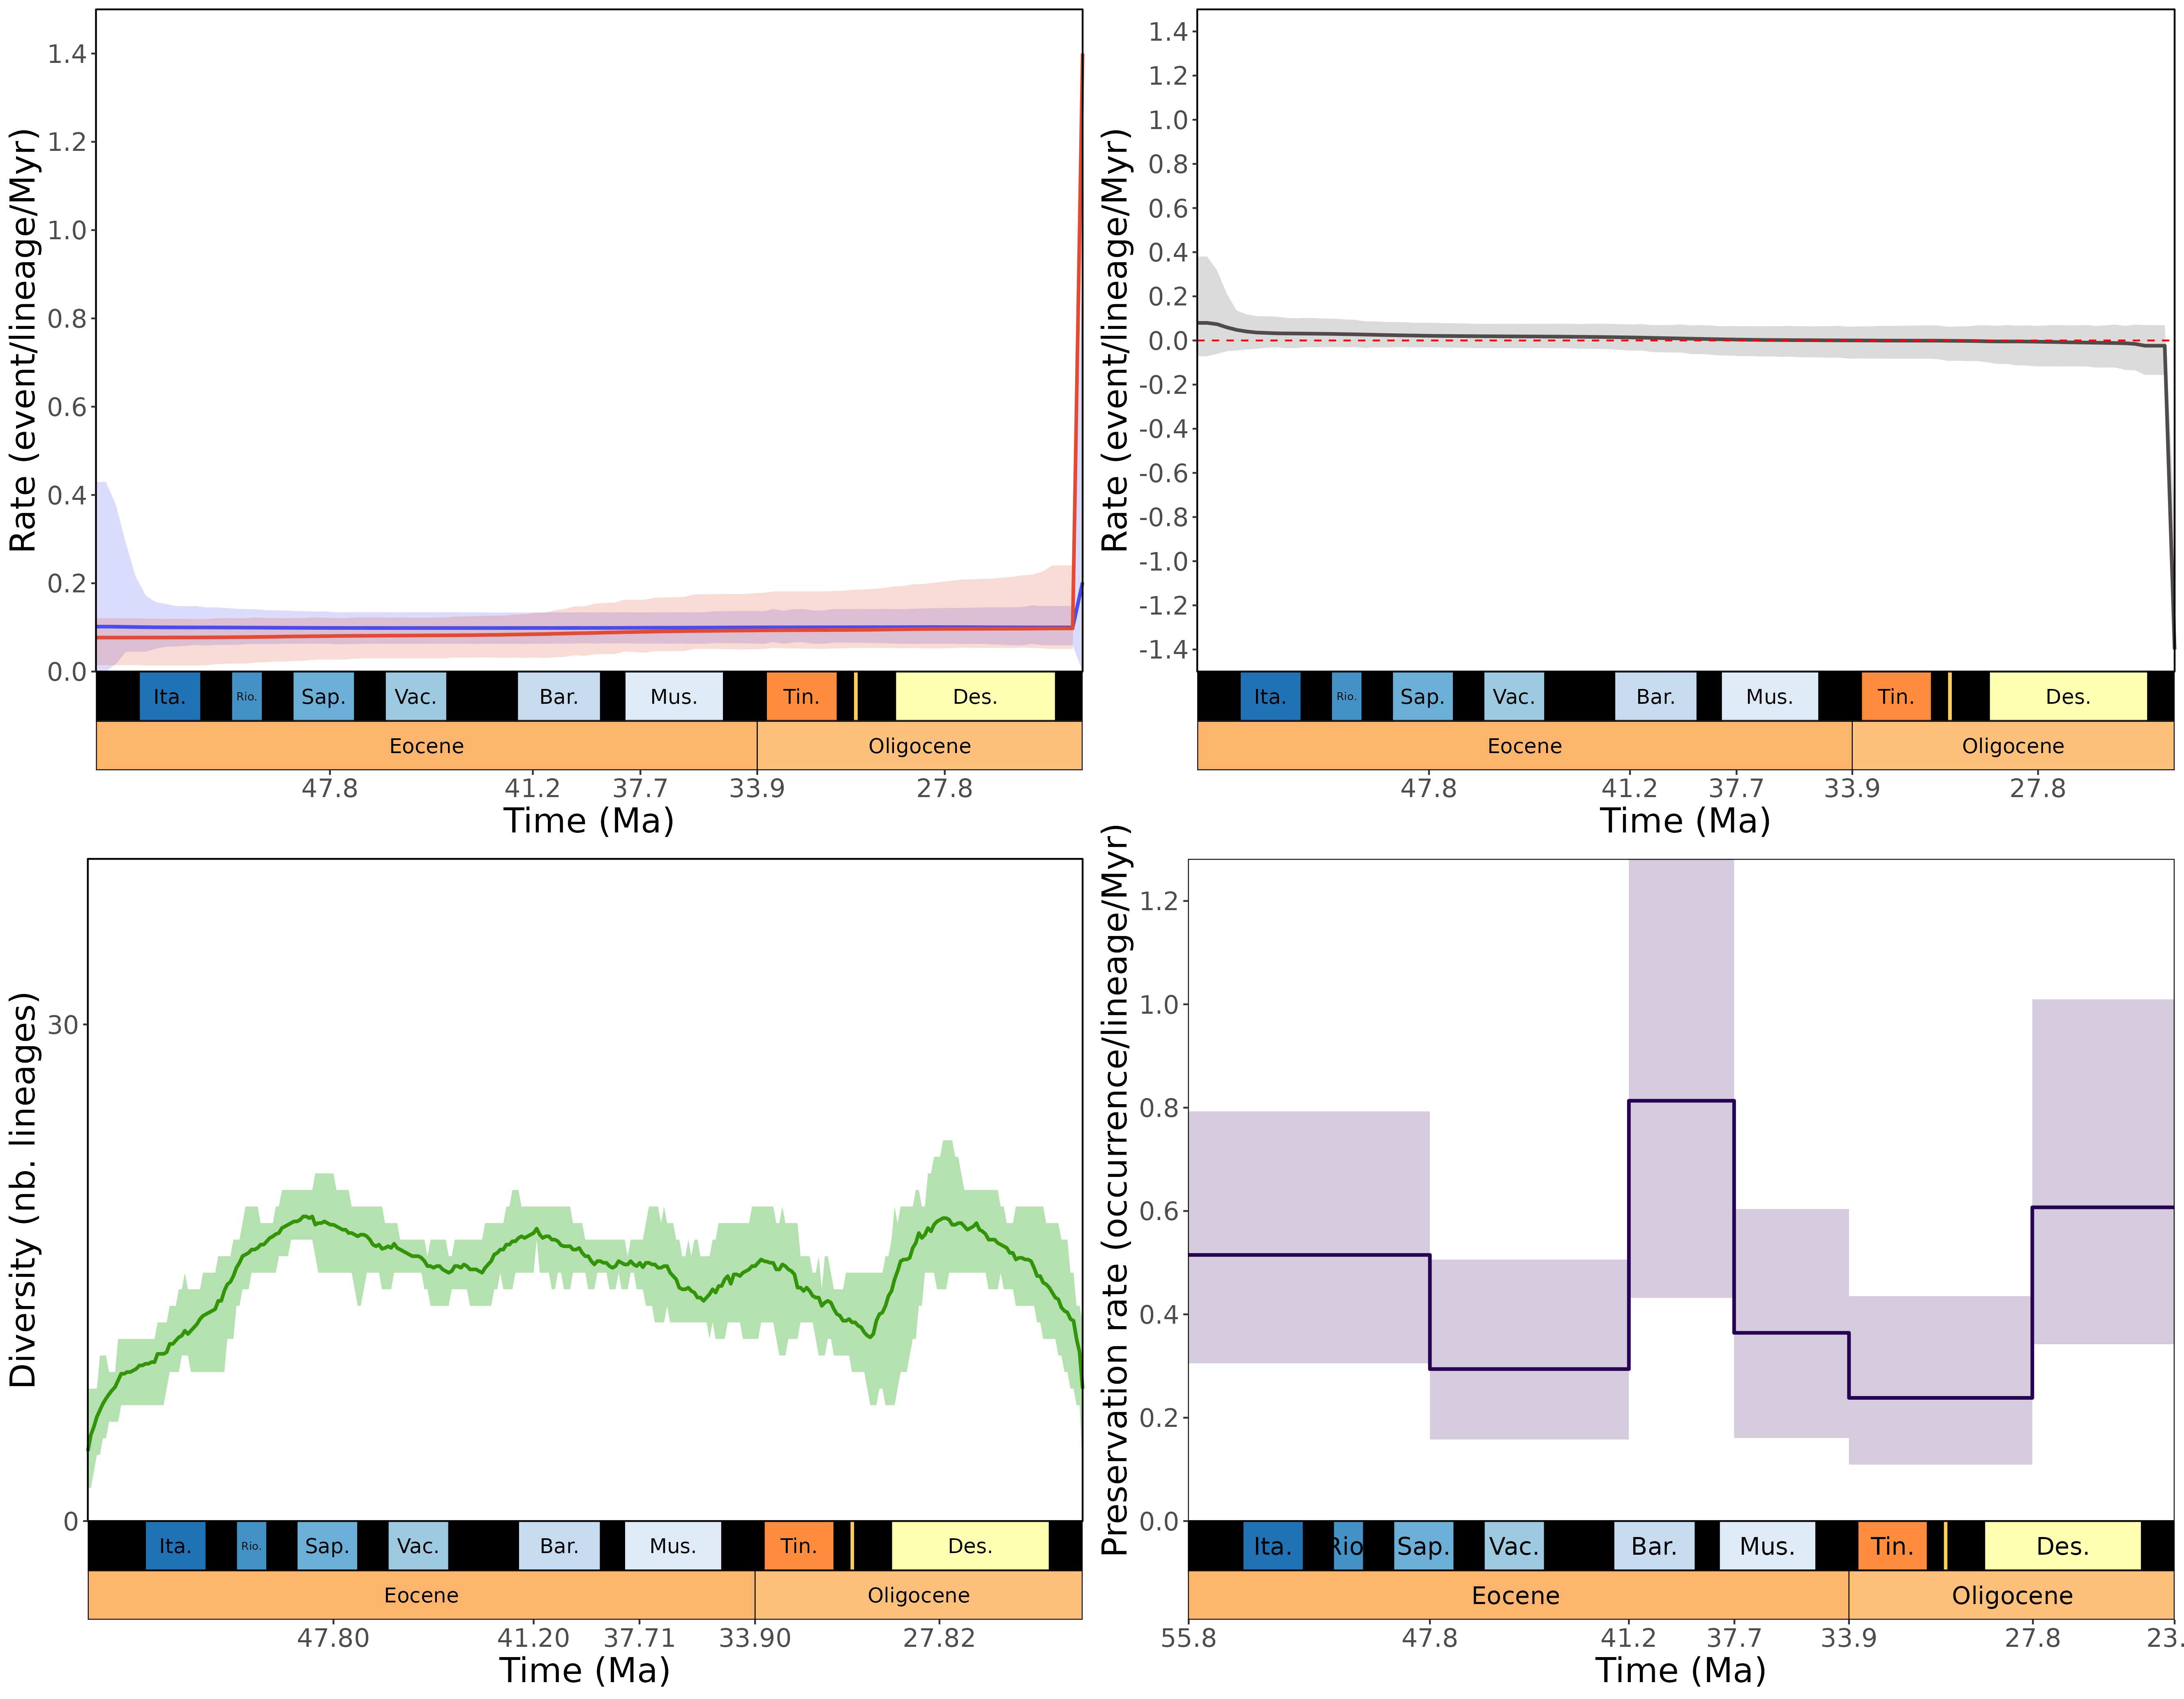 Rate (event/lineage/Myr)
1.4
1.2
1.0
0.8
0.6
0.4
0.2
0.0
Ita. Rio. Sap. Vac. Bar. Mus. Tin. Des.
Eocene Oligocene
47.8 41.2 37.7 33.9 27.8
Time (Ma)
Rate (event/lineage/Myr)
1.4
1.2
1.0
0.8
0.6
0.4
0.2
0.0
-0.2
-0.4
-0.6
-0.8
-1.0
-1.2
-1.4
Ita. Rio. Sap. Vac. Bar. Mus. Tin. Des.
Eocene Oligocene
47.8 41.2 37.7 33.9 27.8
Time (Ma)
Diversity (nb. lineages)
30
0
Ita. Rio. Sap. Vac. Bar. Mus. Tin. Des.
Eocene Oligocene
47.80 41.20 37.71 33.90 27.82
Time (Ma)
Preservation rate (occurrence/lineage/Myr)
1.2
1.0
0.8
0.6
0.4
0.2
0.0
Ita. Rio Sap. Vac. Bar. Mus. Tin. Des.
Eocene Oligocene
55.8 47.8 41.2 37.7 33.9 27.8 23.
Time (Ma)